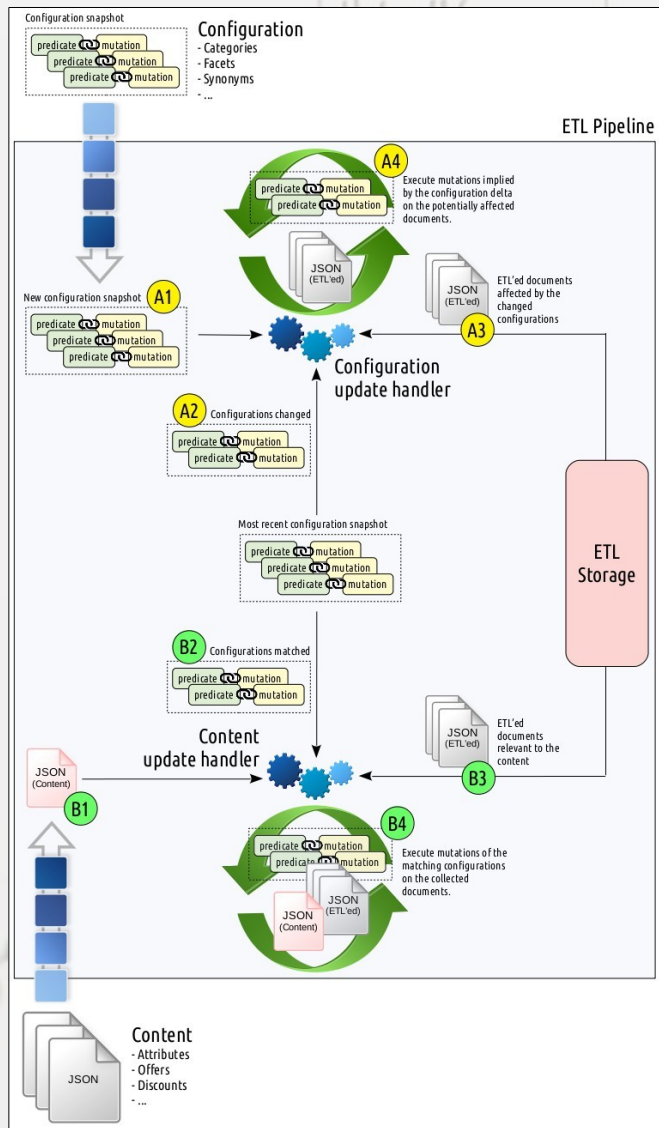 Configuration snapshot
predicate mutation
predicate mutation
predicate mutation
Configuration
- Categories
- Facets
- Synonyms
- ...
ETL Pipeline
A4
Execute mutations implied
by the configuration delta
on the potentially affected
documents.
predicate mutation
predicate mutation
JSON
(ETL'ed)
New configuration snapshot
A1
predicate mutation
predicate mutation
predicate mutation
JSON
(ETL'ed)
A3
ETL'ed documents
affected by the
changed
configurations
Configuration
update handler
A2
Configurations changed
predicate mutation
predicate mutation
Most recent configuration snapshot
predicate mutation
predicate mutation
predicate mutation
ETL
Storage
B2
Configurations matched
predicate mutation
predicate mutation
Content
update handler
JSON
(ETL'ed)
ETL'ed
documents
relevant to the
content
B3
JSON
(Content)
B1
B4
predicate mutation
predicate mutation
Execute mutations of the
matching configurations
on the collected
documents.
JSON
(ETL'ed)
JSON
(Content)
JSON
Content
- Attributes
- Offers
- Discounts
- ...